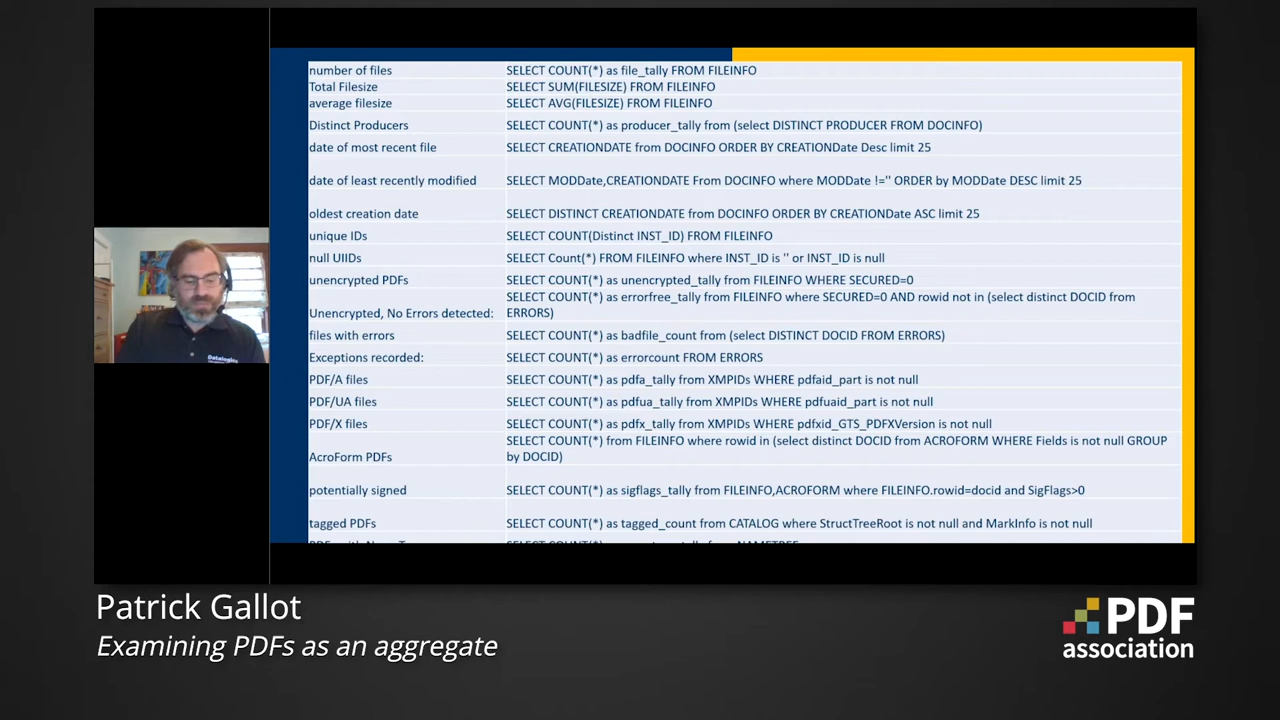 number of files SELECT COUNT(*) as file_tally FROM FILEINFO
Total Filesize SELECT SUM(FILESIZE) FROM FILEINFO
average filesize SELECT AVG(FILESIZE) FROM FILEINFO
Distinct Producers SELECT COUNT(*) as producer_tally from (select DISTINCT PRODUCER FROM DOCINFO)
date of most recent file SELECT CREATIONDATE from DOCINFO ORDER BY CREATIONDate Desc limit 25
date of least recently modified SELECT MODDate,CREATIONDATE From DOCINFO where MODDate !='' ORDER by MODDate DESC limit 25
oldest creation date SELECT DISTINCT CREATIONDATE from DOCINFO ORDER BY CREATIONDate ASC limit 25
unique IDs SELECT COUNT(Distinct INST_ID) FROM FILEINFO
null UIIDs SELECT Count(*) FROM FILEINFO where INST_ID is '' or INST_ID is null
unencrypted PDFs SELECT COUNT(*) as unencrypted_tally from FILEINFO WHERE SECURED=0
SELECT COUNT(*) as errorfree_tally from FILEINFO where SECURED=0 AND rowid not in (select distinct DOCID from
Unencrypted, No Errors detected: ERRORS)
files with errors SELECT COUNT(*) as badfile_count from (select DISTINCT DOCID FROM ERRORS)
Exceptions recorded: SELECT COUNT(*) as errorcount FROM ERRORS
PDF/A files SELECT COUNT(*) as pdfa_tally from XMPIDs WHERE pdfaid_part is not null
PDF/UA files SELECT COUNT(*) as pdfua_tally from XMPIDs WHERE pdfuaid_part is not null
PDF/X files SELECT COUNT(*) as pdfx_tally from XMPIDs WHERE pdfxid_GTS_PDFXVersion is not null
SELECT COUNT(*) from FILEINFO where rowid in (select distinct DOCID from ACROFORM WHERE Fields is not null GROUP
AcroForm PDFs by DOCID)
potentially signed SELECT COUNT(*) as sigflags_tally from FILEINFO,ACROFORM where FILEINFO.rowid=docid and SigFlags>0
tagged PDFs SELECT COUNT(*) as tagged_count from CATALOG where StructTreeRoot is not null and MarkInfo is not null
Datalogics
Patrick Gallot
Examining PDFs as an aggregate
PDF
association